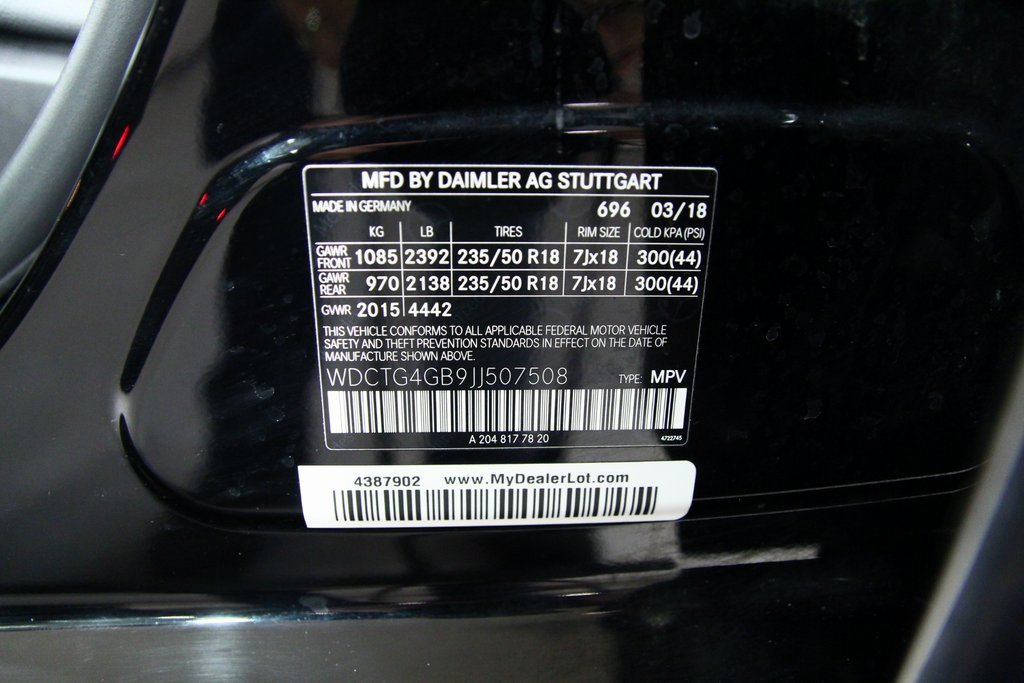 MFD BY DAIMLER AG STUTTGART
MADE IN GERMANY 696 03/18
KG LB TIRES RIM SIZE COLD KPA (PSI)
GAWR FRONT 1085 2392 235/50 R18 7Jx18 300(44)
GAWR REAR 970 2138 235/50 R18 7Jx18 300(44)
GVWR 2015 4442
THIS VEHICLE CONFORMS TO ALL APPLICABLE FEDERAL MOTOR VEHICLE
SAFETY AND THEFT PREVENTION STANDARDS IN EFFECT ON THE DATE OF
MANUFACTURE SHOWN ABOVE.
WDCTG4GB9JJ507508 TYPE: MPV
A 204 817 78 20 4722745
4387902 www.MyDealerLot.com